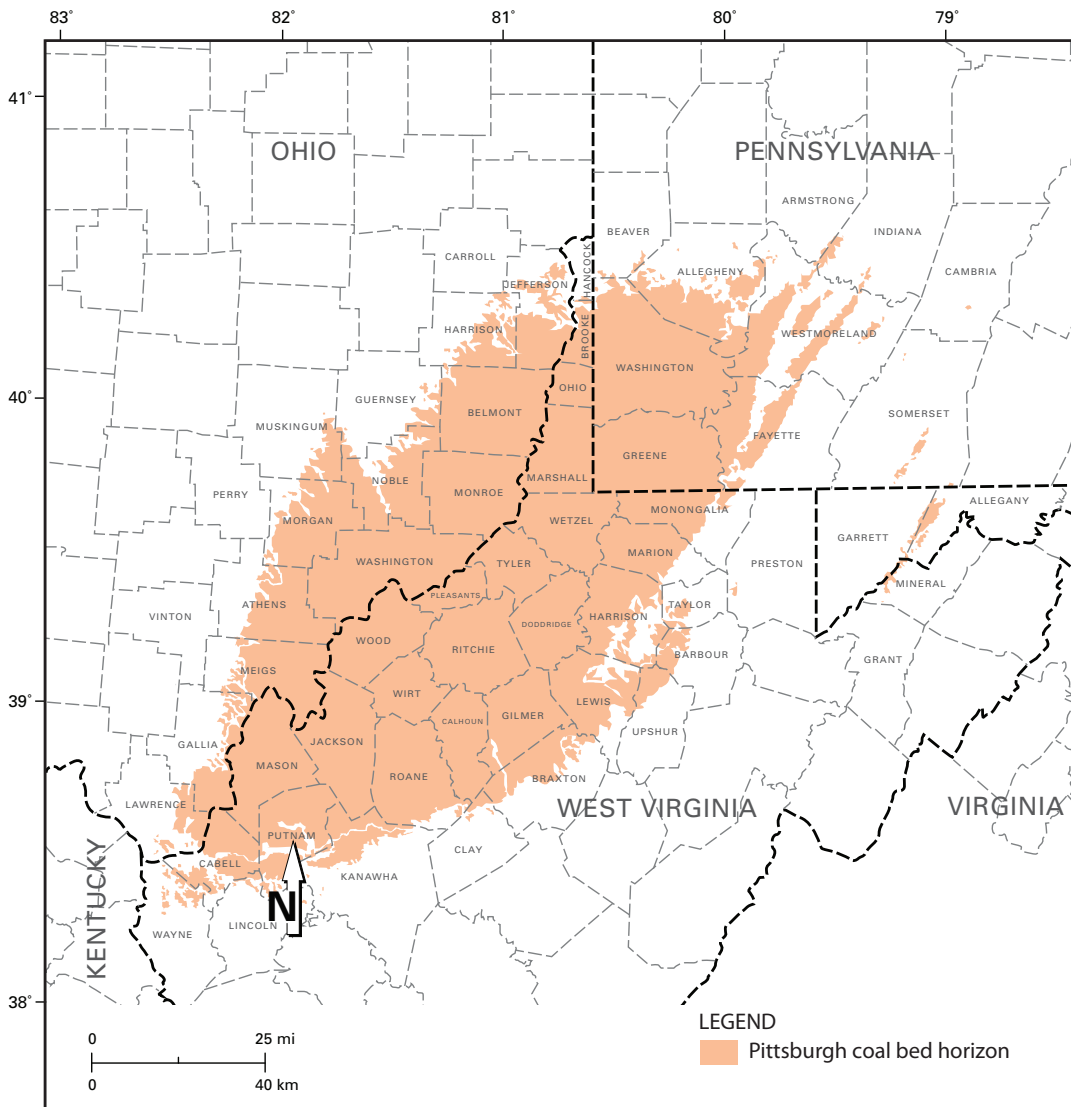 83°
82°
81°
80°
79°
41°
OHIO
PENNSYLVANIA
ARMSTRONG
BEAVER
INDIANA
CARROLL
HANCOCK
ALLEGHENY
CAMBRIA
JEFFERSON
HARRISON
BROOKE
WESTMORELAND
WASHINGTON
40°
OHIO
GUERNSEY
BELMONT
SOMERSET
MUSKINGUM
FAYETTE
GREENE
NOBLE
MARSHALL
PERRY
MONROE
ALLEGANY
MONONGALIA
MORGAN
WETZEL
GARRETT
MARION
WASHINGTON
TYLER
PRESTON
MINERAL
PLEASANTS
ATHENS
TAYLOR
VINTON
HARRISON
DODDRIDGE
WOOD
RITCHIE
BARBOUR
GRANT
MEIGS
WIRT
39°
LEWIS
GILMER
CALHOUN
UPSHUR
JACKSON
GALLIA
MASON
ROANE
BRAXTON
LAWRENCE
WEST VIRGINIA
VIRGINIA
PUTNAM
CLAY
CABELL
KANAWHA
KENTUCKY
N
LINCOLN
WAYNE
38°
LEGEND
Pittsburgh coal bed horizon
0 25 mi
0 40 km